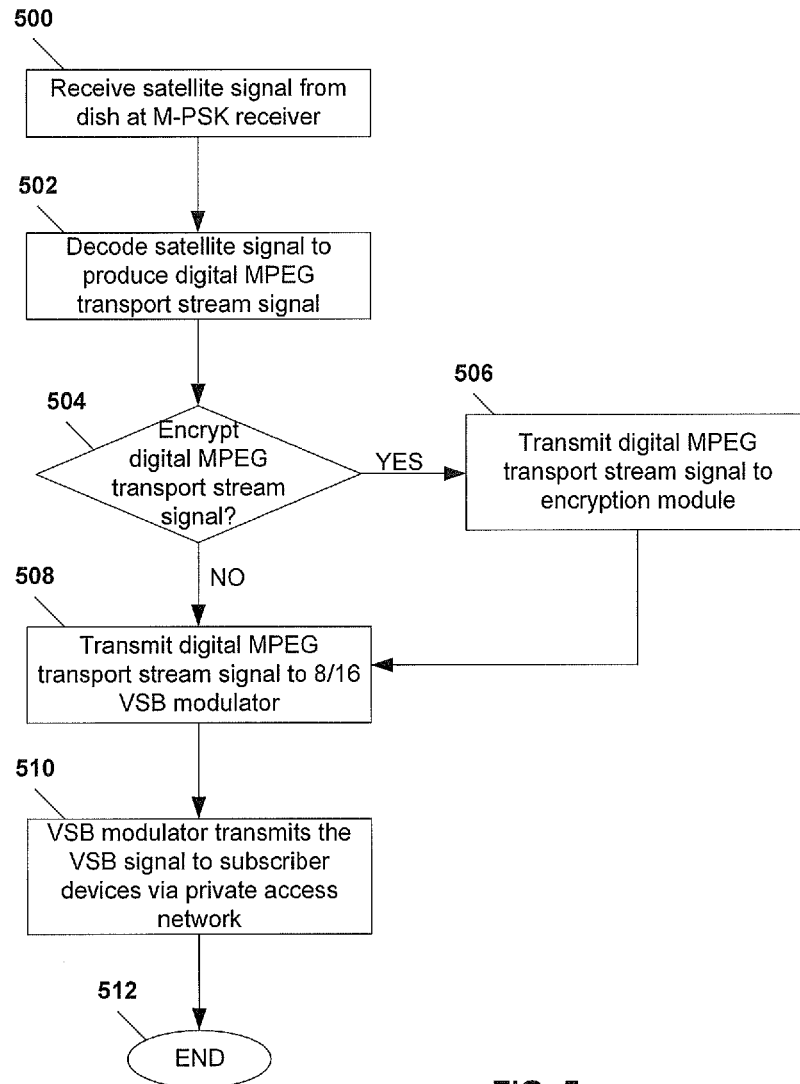 500
Receive satellite signal from
dish at M-PSK receiver
502
Decode satellite signal to
produce digital MPEG
transport stream signal
504
Encrypt
digital MPEG
transport stream
signal?
YES
506
Transmit digital MPEG
transport stream signal to
encryption module
NO
508
Transmit digital MPEG
transport stream signal to 8/16
VSB modulator
510
VSB modulator transmits the
VSB signal to subscriber
devices via private access
network
512
END